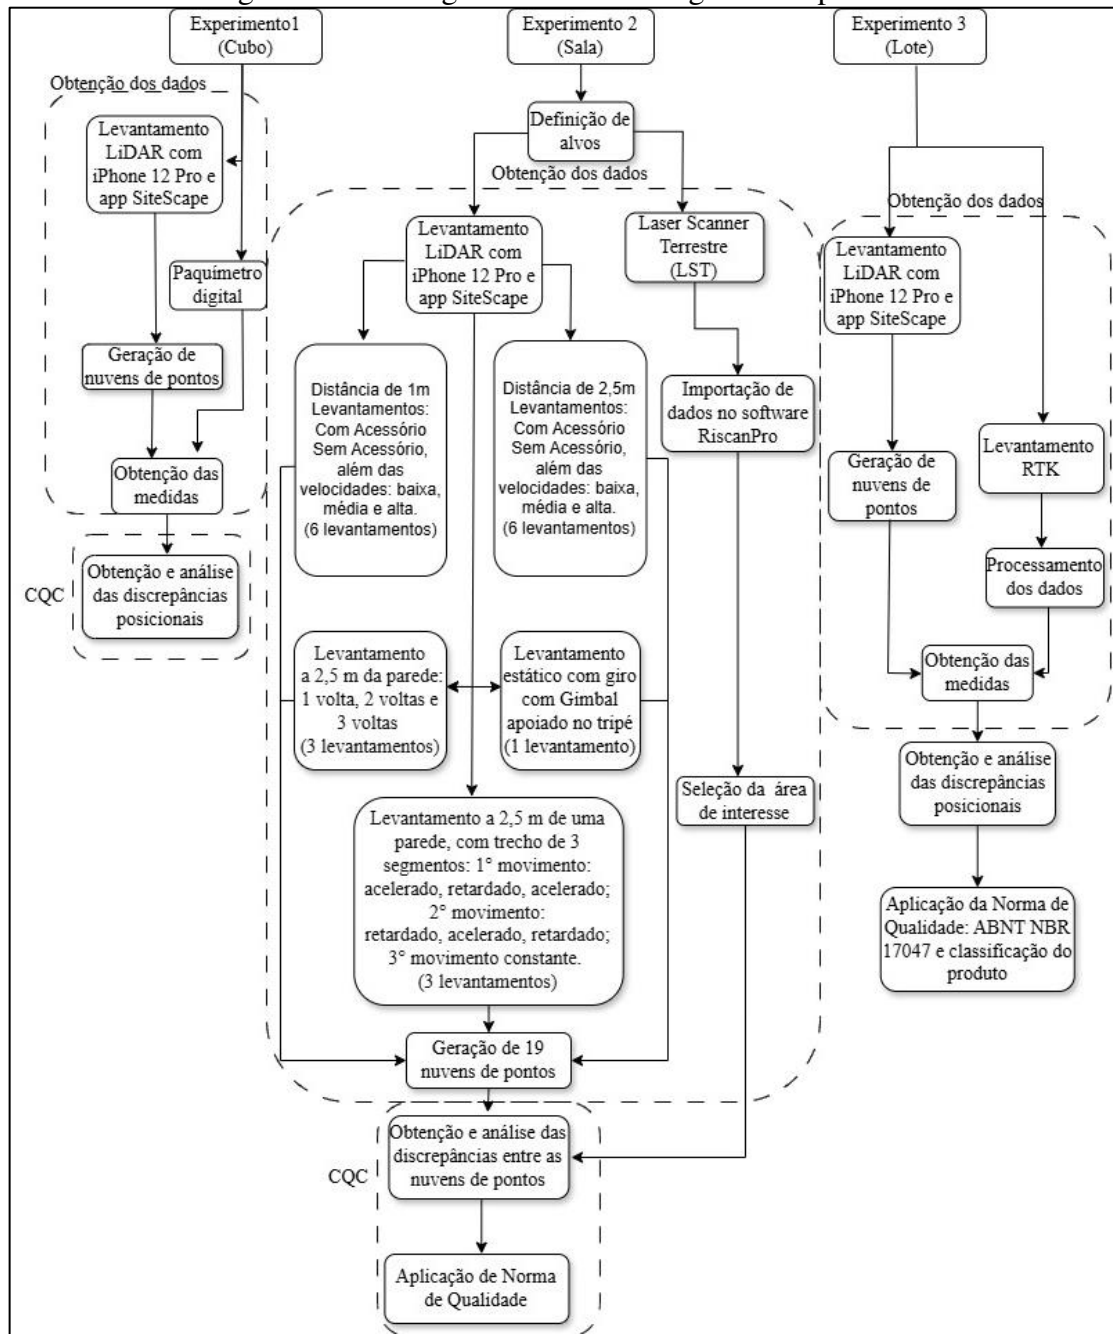 Experimento1
(Cubo)
Obtenção dos dados
Levantamento
LiDAR com
iPhone 12 Pro e
app SiteScape
Paquímetro
digital
Geração de
nuvens de pontos
Obtenção das
medidas
CQC
Obtenção e análise
das discrepâncias
posicionais
Experimento 2
(Sala)
Definição de
alvos
Obtenção dos dados
Levantamento
LiDAR com
iPhone 12 Pro e
app SiteScape
Laser Scanner
Terrestre
(LST)
Distância de 1m
Levantamentos:
Com Acessório
Sem Acessório,
além das
velocidades: baixa,
média e alta.
(6 levantamentos)
Distância de 2,5m
Levantamentos:
Com Acessório
Sem Acessório,
além das
velocidades: baixa,
média e alta.
(6 levantamentos)
Importação de
dados no software
RiscanPro
Levantamento
a 2,5 m da parede:
1 volta, 2 voltas e
3 voltas
(3 levantamentos)
Levantamento
estático com giro
com Gimbal
apoiado no tripé
(1 levantamento)
Seleção da área
de interesse
Levantamento a 2,5 m de uma
parede, com trecho de 3
segmentos: 1° movimento:
acelerado, retardado, acelerado;
2° movimento:
retardado, acelerado, retardado;
3° movimento constante.
(3 levantamentos)
Geração de 19
nuvens de pontos
CQC
Obtenção e análise das
discrepâncias entre as
nuvens de pontos
Aplicação de Norma
de Qualidade
Experimento 3
(Lote)
Obtenção dos dados
Levantamento
LiDAR com
iPhone 12 Pro e
app SiteScape
Geração de
nuvens de
pontos
Levantamento
RTK
Processamento
dos dados
Obtenção das
medidas
Obtenção e análise
das discrepâncias
posicionais
Aplicação da Norma de
Qualidade: ABNT NBR
17047 e classificação do
produto